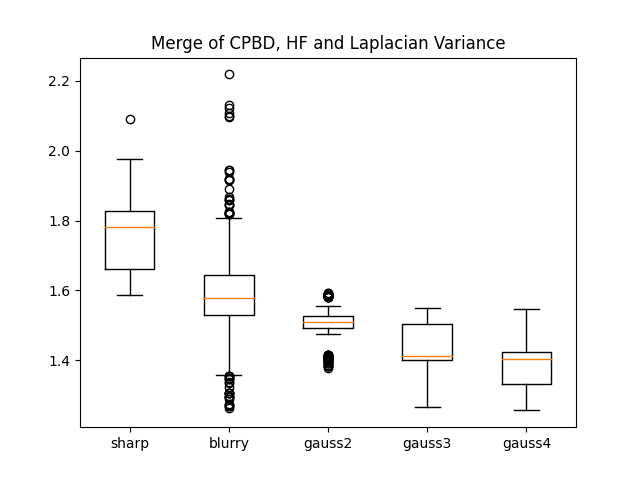 Merge of CPBD, HF and Laplacian Variance
2.2
2.0
1.8
1.6
1.4
sharp blurry gauss2 gauss3 gauss4